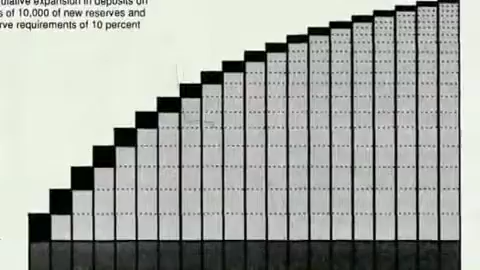 ulative expansion in deposits on
s of 10,000 of new reserves and
rve requirements of 10 percent